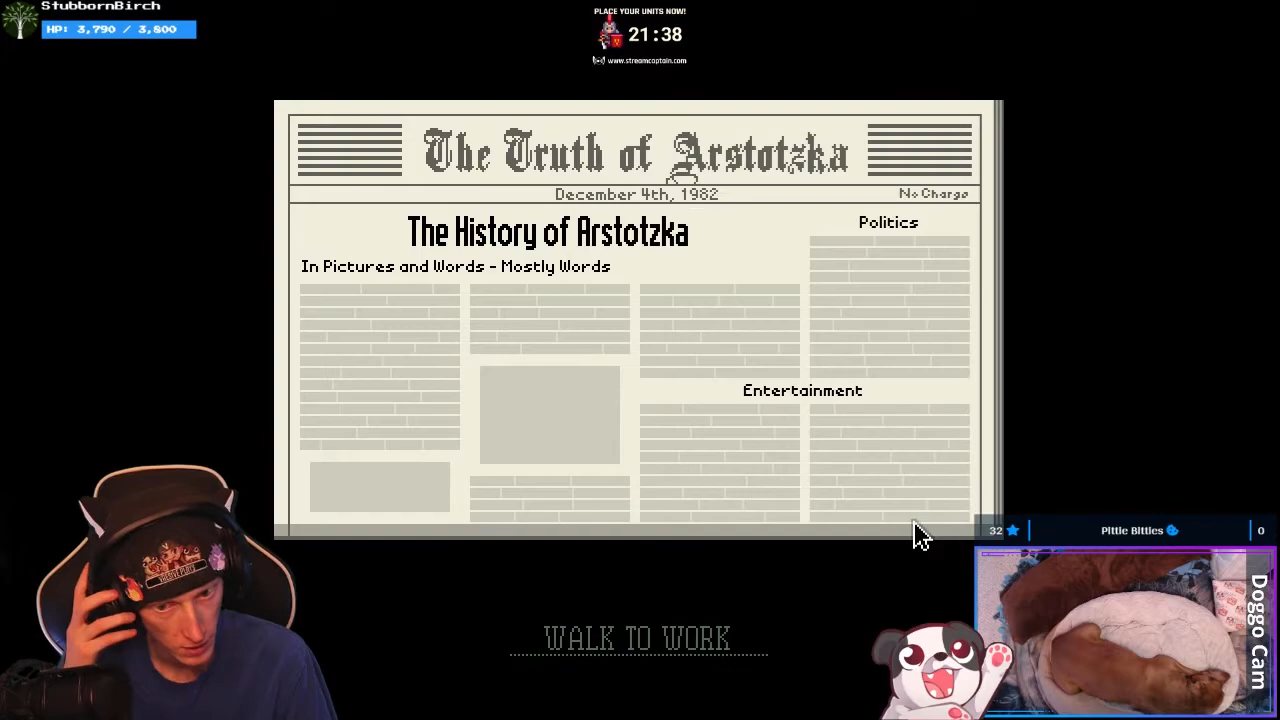 StubbornBirch
HP: 3,790 / 3,800
PLACE YOUR UNITS NOW!
21:38
www.streamcaptain.com
The Truth of Arstotzka
December 4th, 1982
No Charge
The History of Arstotzka
In Pictures and Words - Mostly Words
Politics
Entertainment
WALK TO WORK
32
Pittie Bitties
0
Doggo Cam